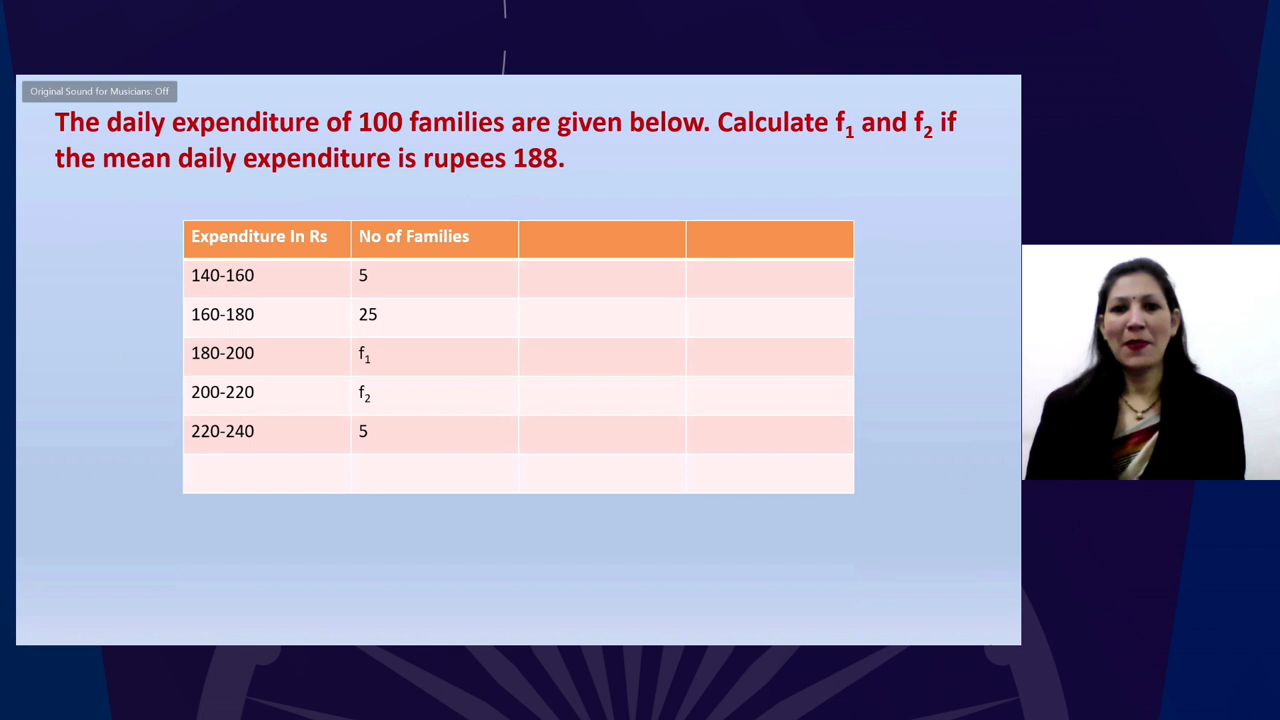 Original Sound for Musicians: Off
The daily expenditure of 100 families are given below. Calculate f₁ and f₂ if
the mean daily expenditure is rupees 188.
Expenditure In Rs No of Families
140-160 5
160-180 25
180-200 f₁
200-220 f₂
220-240 5